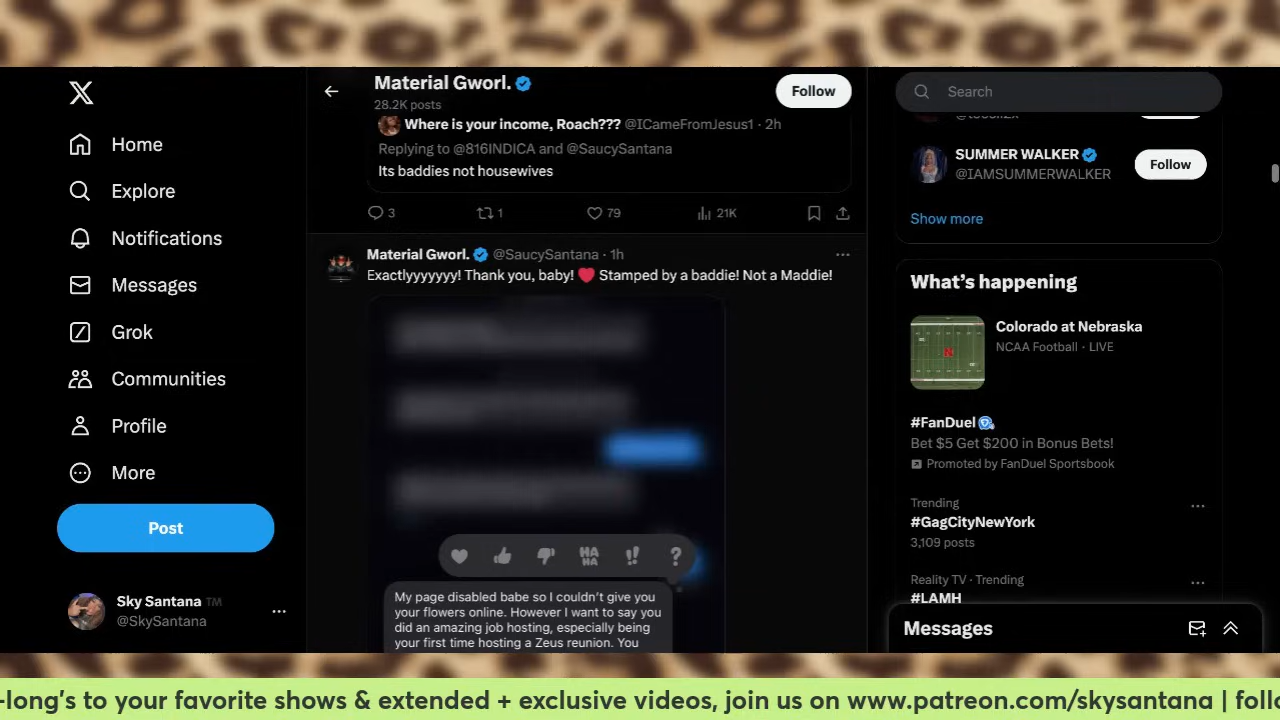 Material Gworl.
28.2K posts
Follow
Where is your income, Roach??? @ICameFromJesus1 · 2h
Replying to @816INDICA and @SaucySantana
Its baddies not housewives
3
1
79
21K
Material Gworl. @SaucySantana · 1h
Exactlyyyyyyy! Thank you, baby! ❤️ Stamped by a baddie! Not a Maddie!
HA HA
!!
?
My page disabled babe so I couldn't give you
your flowers online. However I want to say you
did an amazing job hosting, especially being
your first time hosting a Zeus reunion. You
Home
Explore
Notifications
Messages
Grok
Communities
Profile
More
Post
Sky Santana TM
@SkySantana
Search
SUMMER WALKER
@IAMSUMMERWALKER
Follow
Show more
What's happening
Colorado at Nebraska
NCAA Football · LIVE
#FanDuel
Bet $5 Get $200 in Bonus Bets!
Promoted by FanDuel Sportsbook
Trending
#GagCityNewYork
3,109 posts
Reality TV · Trending
#LAMH
Messages
-long's to your favorite shows & extended + exclusive videos, join us on www.patreon.com/skysantana | follo